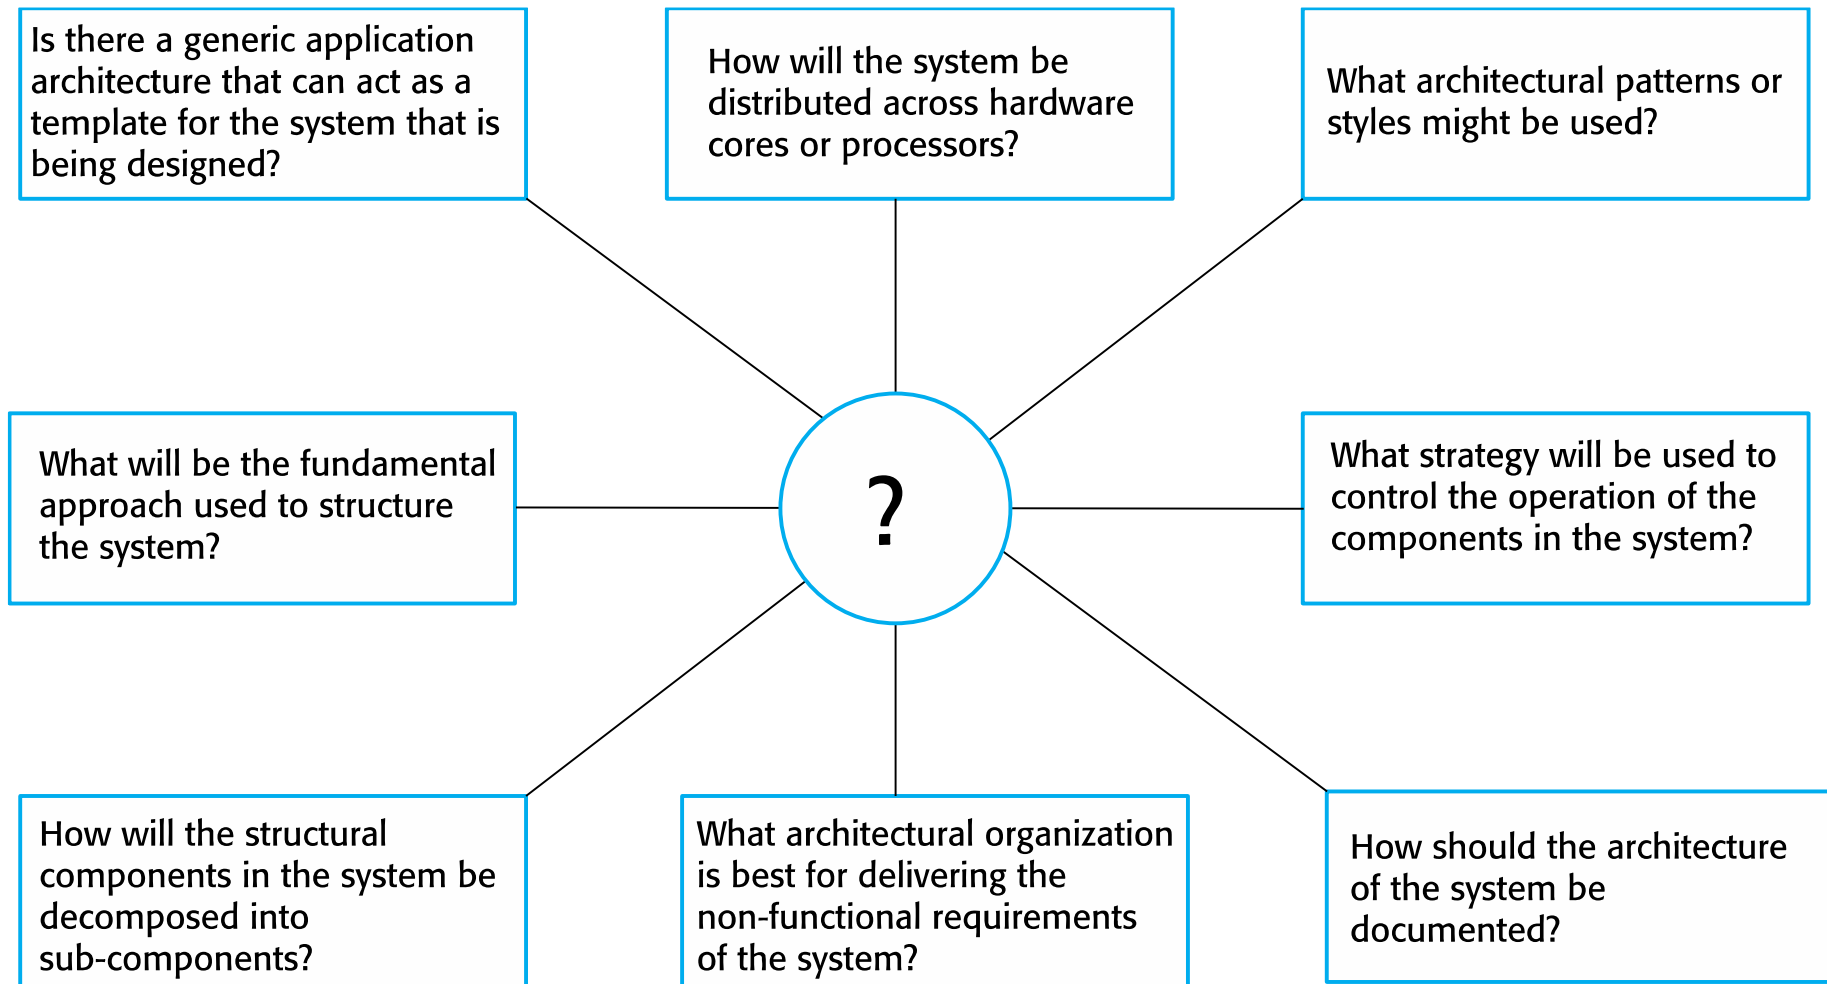 Is there a generic application
architecture that can act as a
template for the system that is
being designed?
How will the system be
distributed across hardware
cores or processors?
What architectural patterns or
styles might be used?
What will be the fundamental
approach used to structure
the system?
?
What strategy will be used to
control the operation of the
components in the system?
How will the structural
components in the system be
decomposed into
sub-components?
What architectural organization
is best for delivering the
non-functional requirements
of the system?
How should the architecture
of the system be
documented?